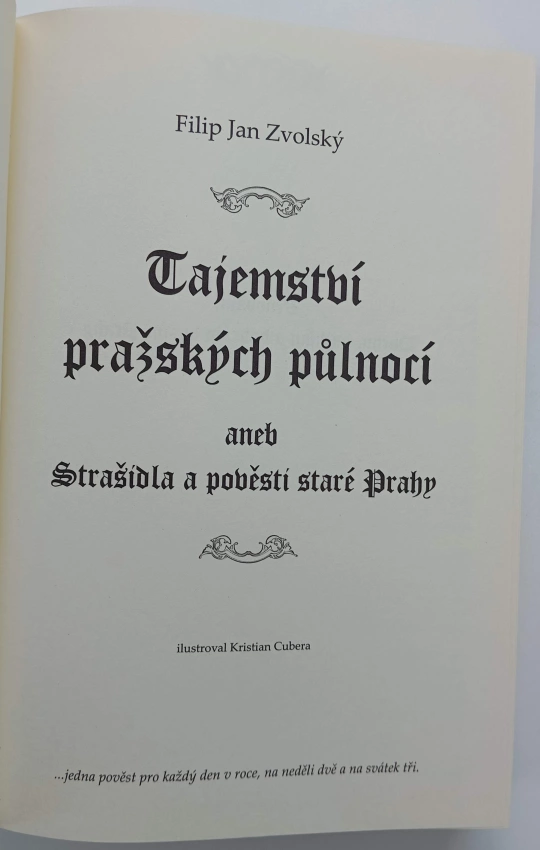 Filip Jan Zvolský
Tajemství
pražských půlnocí
aneb
Strašidla a pověsti staré Prahy
ilustroval Kristian Cubera
...jedna pověst pro každý den v roce, na neděli dvě a na svátek tři.